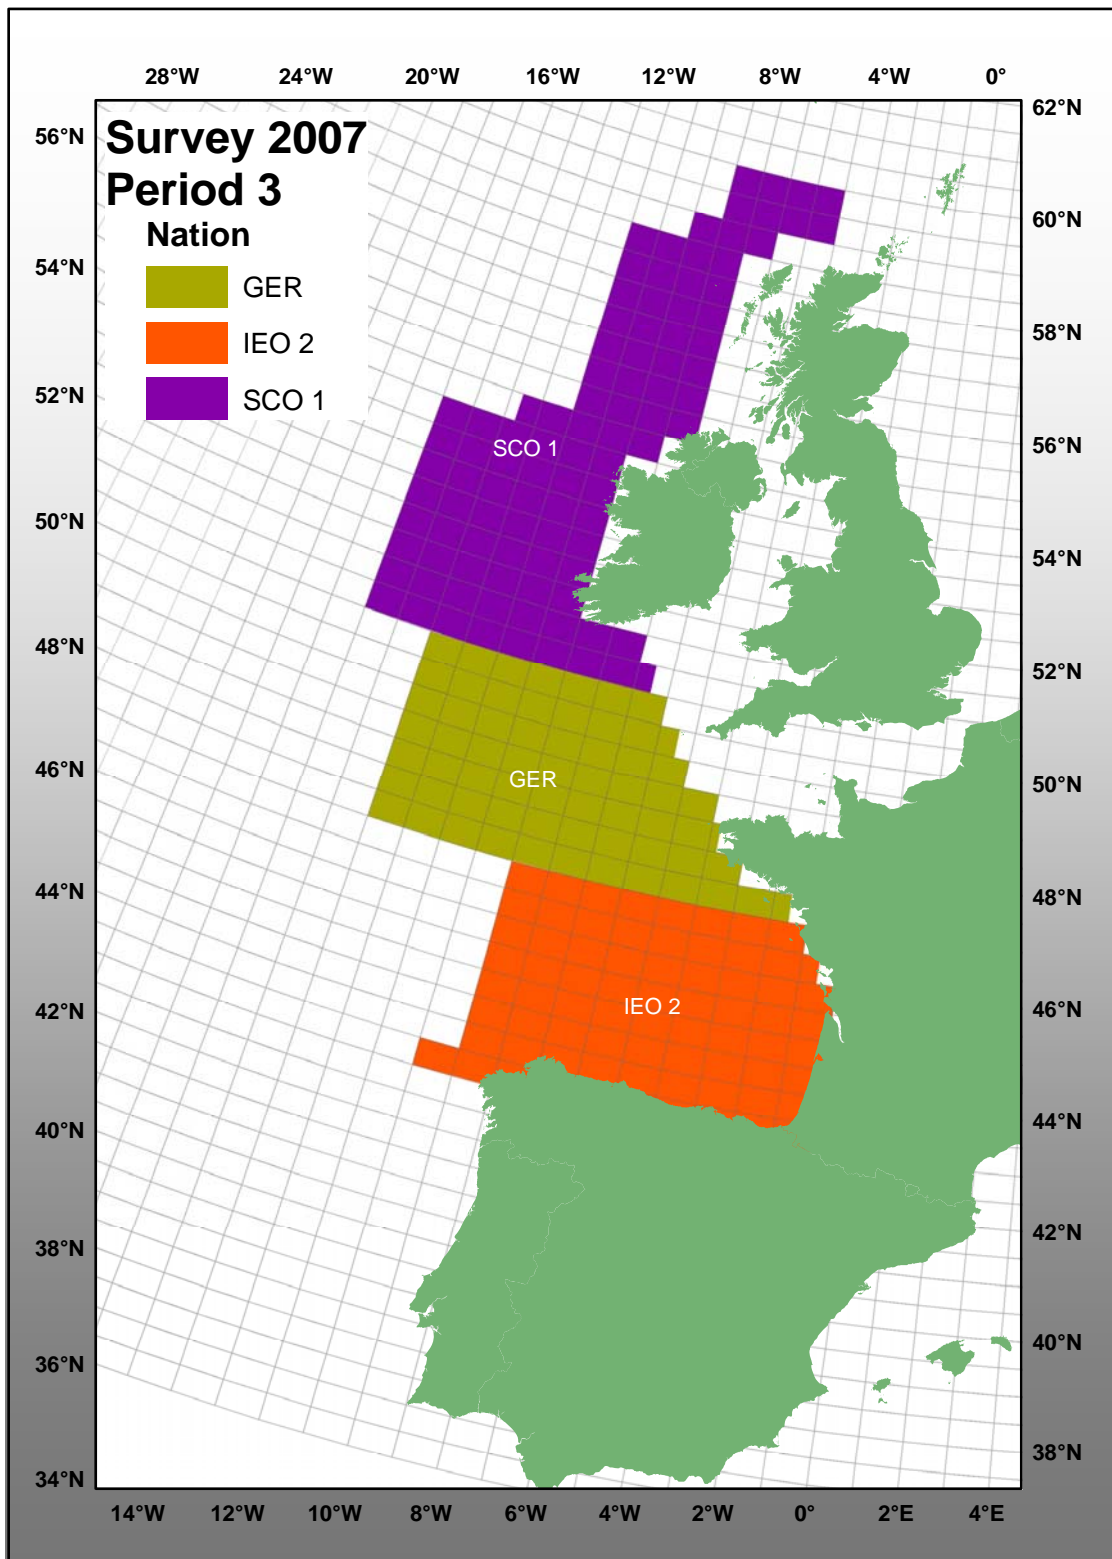 28°W 24°W 20°W 16°W 12°W 8°W 4°W 0°
62°N
56°N
Survey 2007
Period 3
Nation
GER
IEO 2
SCO 1
60°N
54°N
58°N
52°N
SCO 1
56°N
50°N
54°N
48°N
52°N
46°N
GER
50°N
44°N
48°N
42°N
IEO 2
46°N
40°N
44°N
38°N
42°N
36°N
40°N
34°N
38°N
14°W 12°W 10°W 8°W 6°W 4°W 2°W 0° 2°E 4°E